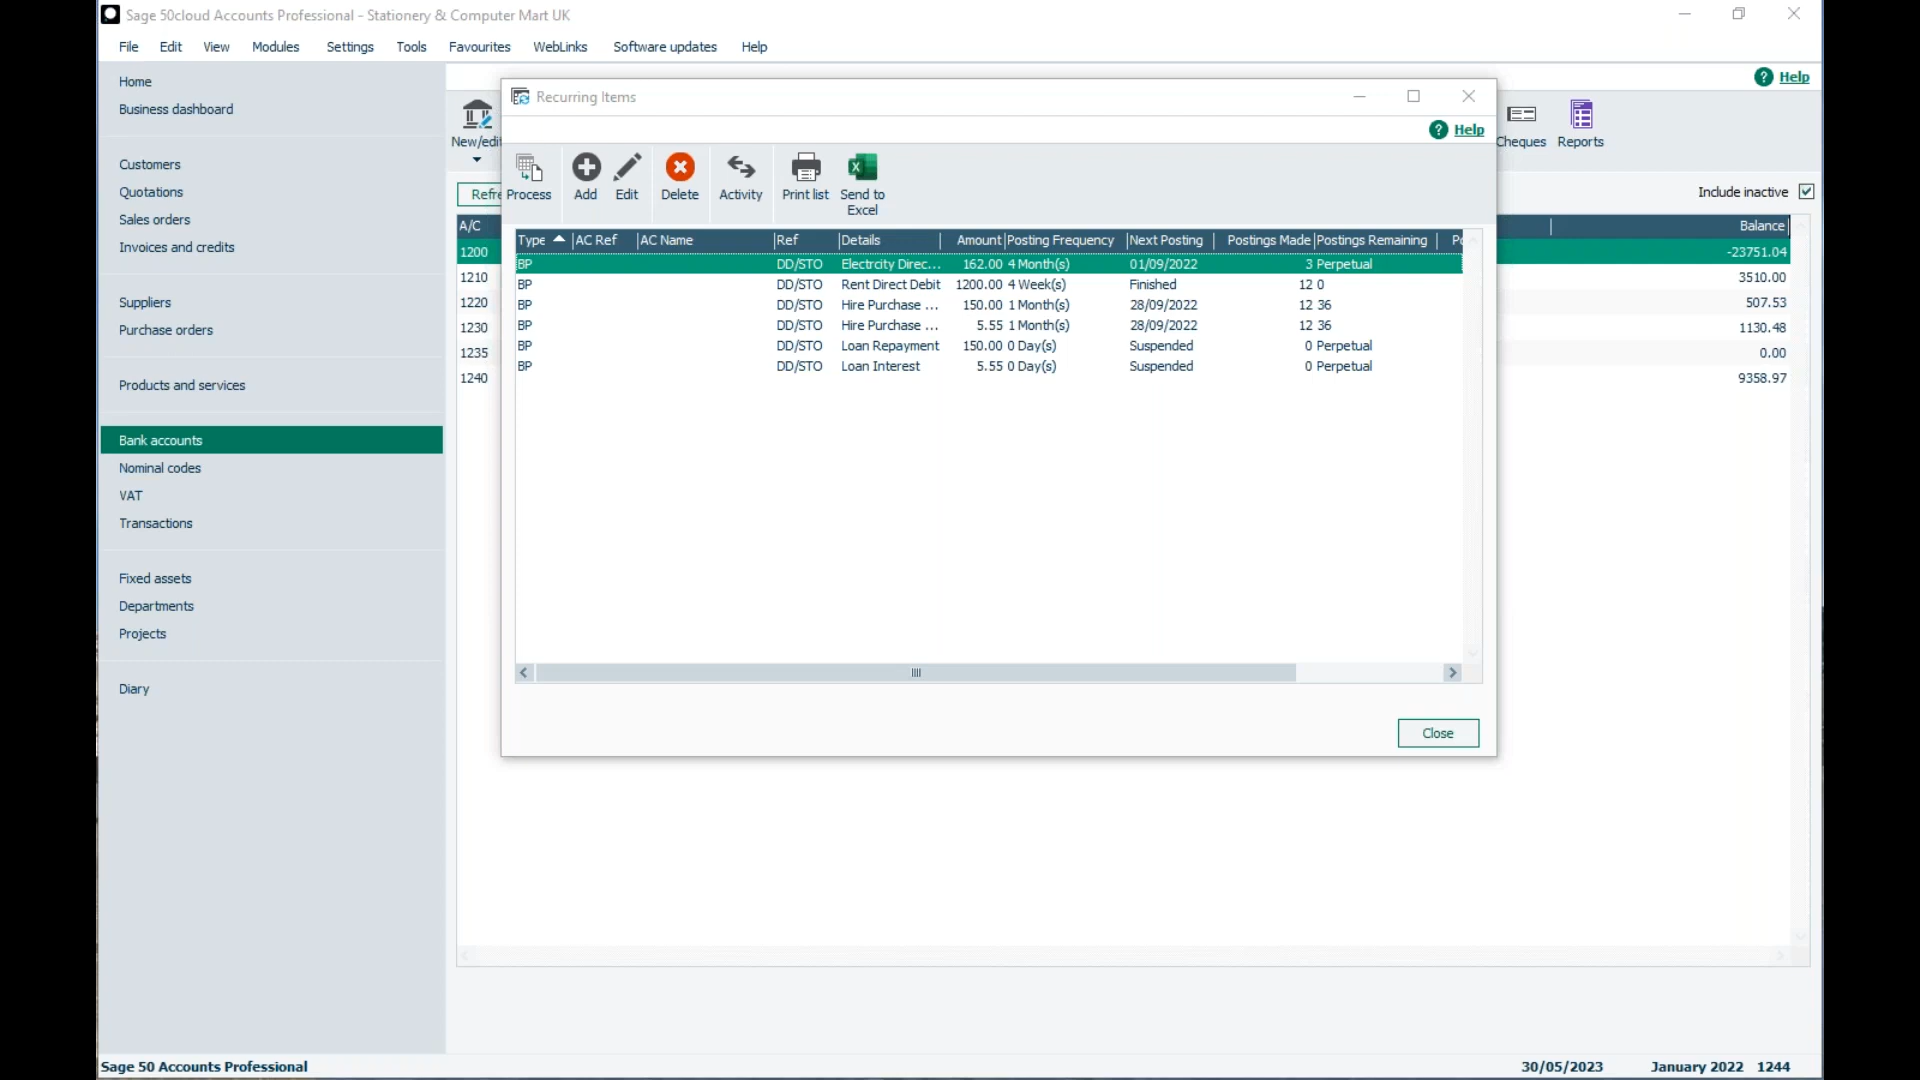 Sage 50cloud Accounts Professional - Stationery & Computer Mart UK
File Edit View Modules Settings Tools Favourites WebLinks Software updates Help
Home
Business dashboard
Customers
Quotations
Sales orders
Invoices and credits
Suppliers
Purchase orders
Products and services
Bank accounts
Nominal codes
VAT
Transactions
Fixed assets
Departments
Projects
Diary
Help
New/edit
Cheques Reports
Refre
Include inactive
A/C Balance
1200 -23751.04
1210 3510.00
1220 507.53
1230 1130.48
1235 0.00
1240 9358.97
Recurring Items
Help
Process Add Edit Delete Activity Print list Send to Excel
Type AC Ref AC Name Ref Details Amount Posting Frequency Next Posting Postings Made Postings Remaining Po
BP DD/STO Electrcity Direc... 162.00 4 Month(s) 01/09/2022 3 Perpetual
BP DD/STO Rent Direct Debit 1200.00 4 Week(s) Finished 12 0
BP DD/STO Hire Purchase ... 150.00 1 Month(s) 28/09/2022 12 36
BP DD/STO Hire Purchase ... 5.55 1 Month(s) 28/09/2022 12 36
BP DD/STO Loan Repayment 150.00 0 Day(s) Suspended 0 Perpetual
BP DD/STO Loan Interest 5.55 0 Day(s) Suspended 0 Perpetual
Close
Sage 50 Accounts Professional 30/05/2023 January 2022 1244